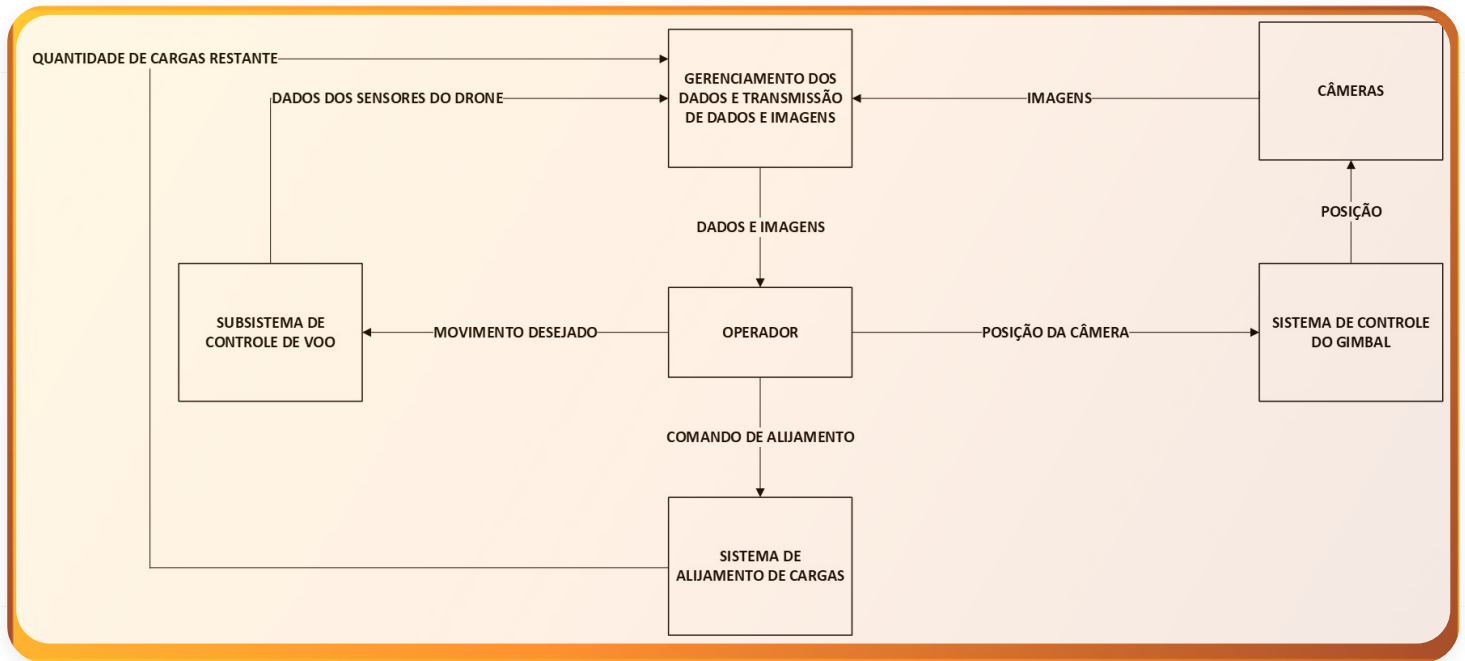 QUANTIDADE DE CARGAS RESTANTE
DADOS DOS SENSORES DO DRONE
GERENCIAMENTO DOS
DADOS E TRANSMISSÃO
DE DADOS E IMAGENS
IMAGENS
CÂMERAS
DADOS E IMAGENS
POSIÇÃO
SUBSISTEMA DE
CONTROLE DE VOO
MOVIMENTO DESEJADO
OPERADOR
POSIÇÃO DA CÂMERA
SISTEMA DE CONTROLE
DO GIMBAL
COMANDO DE ALIJAMENTO
SISTEMA DE
ALIJAMENTO DE CARGAS